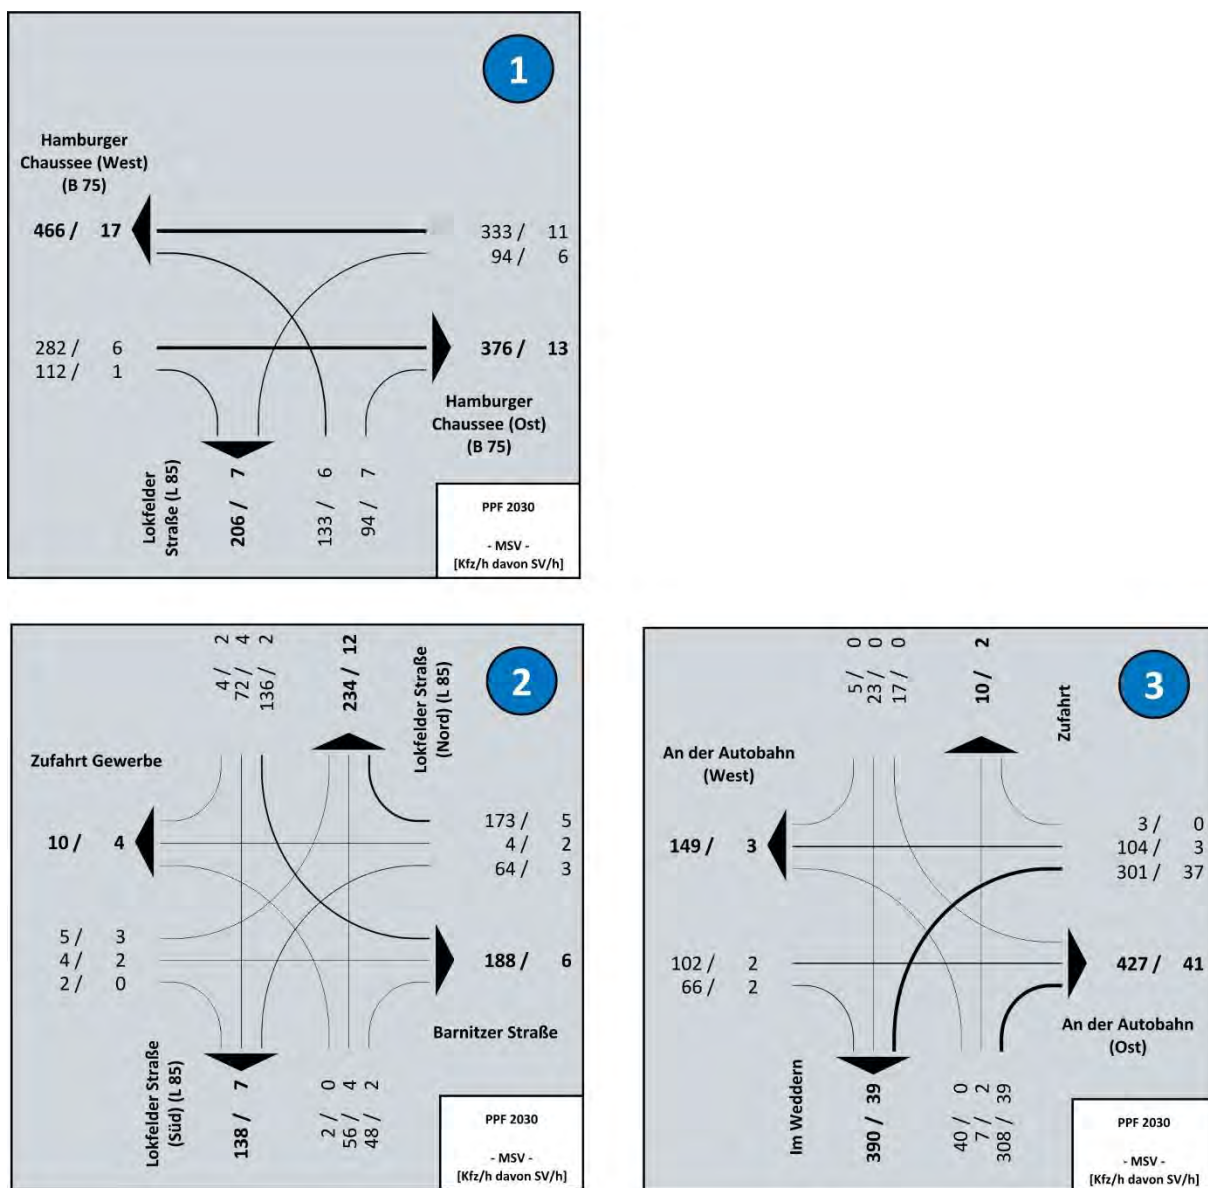 1
Hamburger
Chaussee (West)
(B 75)
466 / 17
333 / 11
94 / 6
282 / 6
112 / 1
376 / 13
Hamburger
Chaussee (Ost)
(B 75)
Lokfelder
Straße (L 85)
206 / 7
133 / 6
94 / 7
PPF 2030
- MSV -
[Kfz/h davon SV/h]
2
4 / 2
72 / 4
136 / 2
234 / 12
Lokfelder Straße
(Nord) (L 85)
Zufahrt Gewerbe
10 / 4
173 / 5
4 / 2
64 / 3
5 / 3
4 / 2
2 / 0
188 / 6
Barnitzer Straße
Lokfelder Straße
(Süd) (L 85)
138 / 7
2 / 0
56 / 4
48 / 2
PPF 2030
- MSV -
[Kfz/h davon SV/h]
3
5 / 0
23 / 0
17 / 0
10 / 2
Zufahrt
An der Autobahn
(West)
149 / 3
3 / 0
104 / 3
301 / 37
102 / 2
66 / 2
427 / 41
An der Autobahn
(Ost)
Im Weddern
390 / 39
40 / 0
7 / 2
308 / 39
PPF 2030
- MSV -
[Kfz/h davon SV/h]